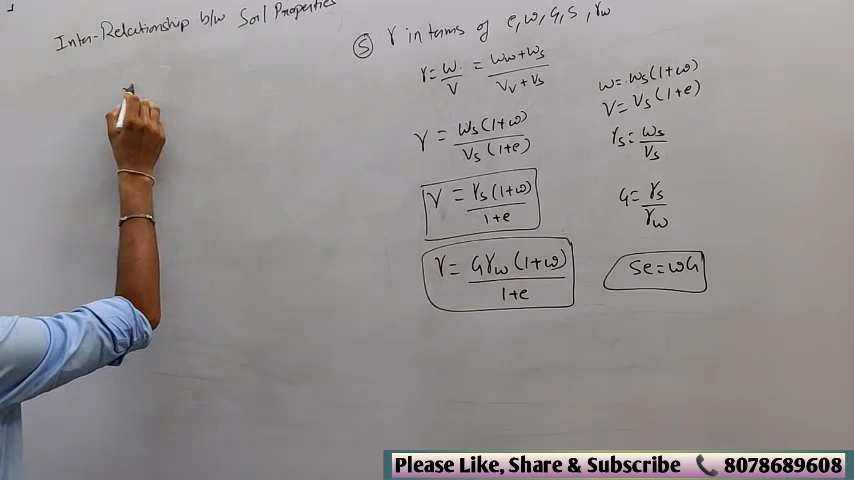 Inter-Relationship b/w Soil Properties
⑤ γ in terms of e, w, G, S, γw
γ = W/V = (Ww + Ws)/(Vv + Vs)
W = Ws(1+w)
V = Vs(1+e)
γ = Ws(1+w)/Vs(1+e)
γs = Ws/Vs
γ = γs(1+w)/1+e
G = γs/γw
γ = Gγw(1+w)/1+e
Se = wG
Please Like, Share & Subscribe 📞 8078689608